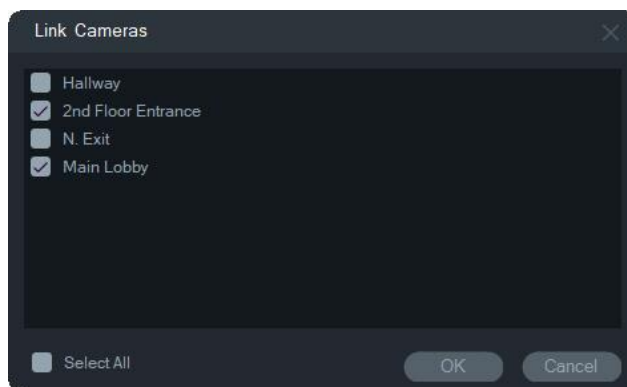 Link Cameras
Hallway
2nd Floor Entrance
N. Exit
Main Lobby
Select All
OK
Cancel